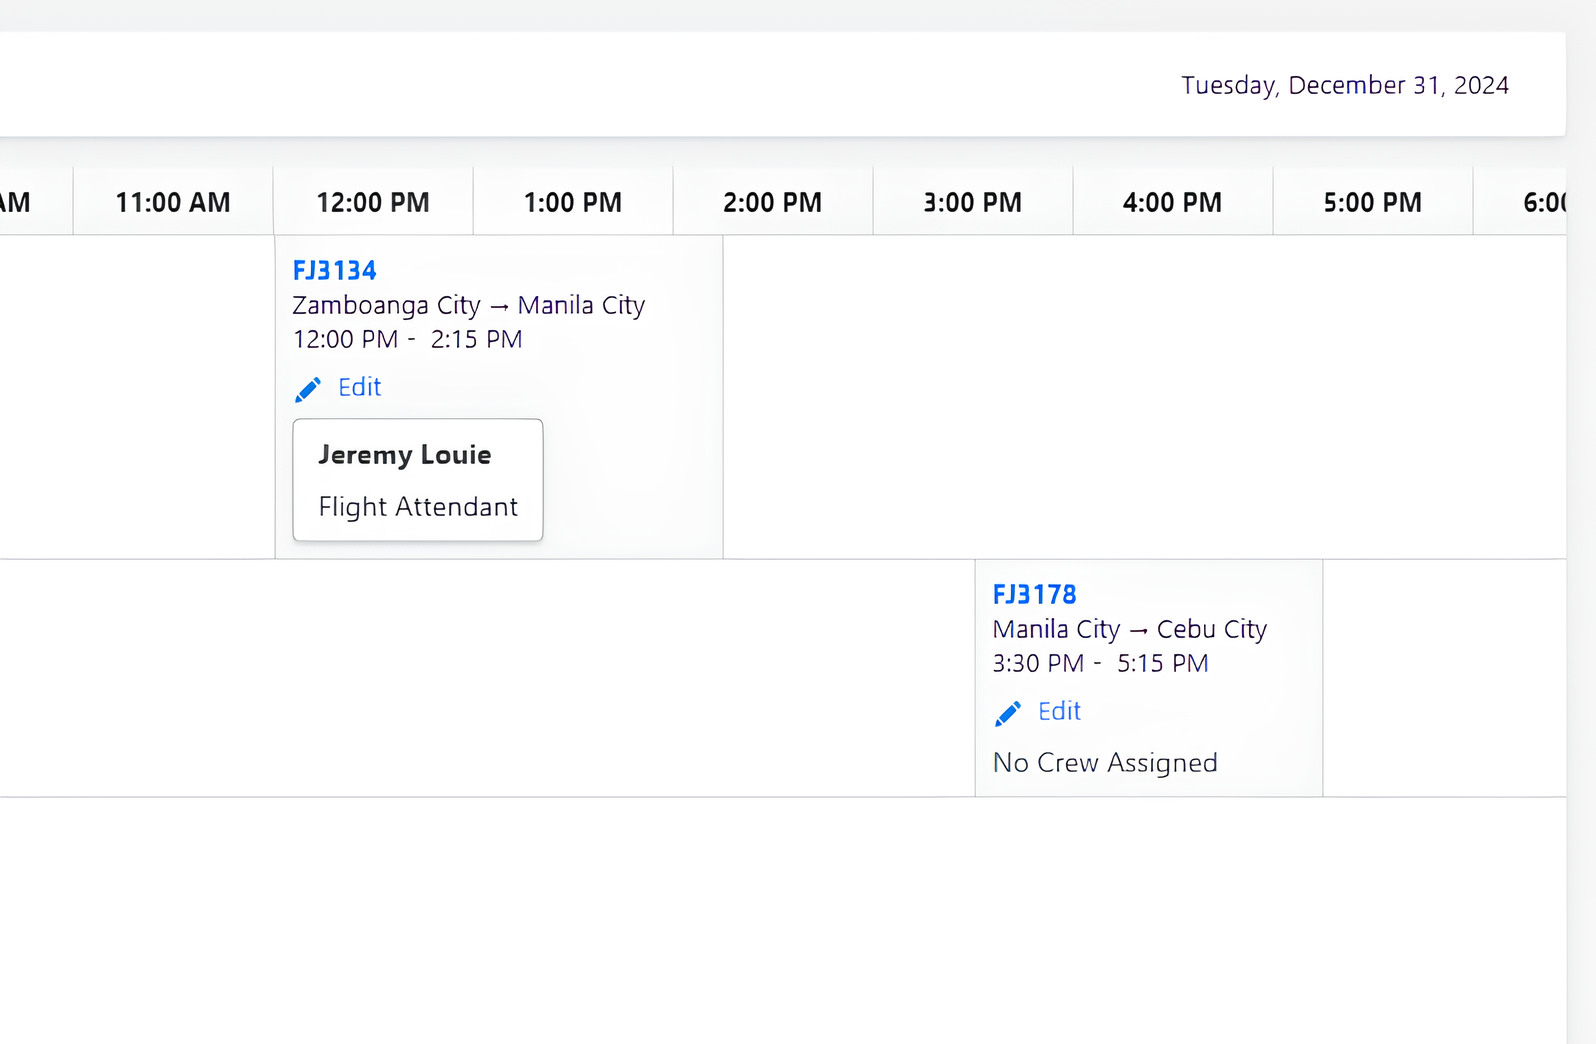 Tuesday, December 31, 2024
AM 11:00 AM 12:00 PM 1:00 PM 2:00 PM 3:00 PM 4:00 PM 5:00 PM 6:00
FJ3134
Zamboanga City → Manila City
12:00 PM - 2:15 PM
Edit
Jeremy Louie
Flight Attendant
FJ3178
Manila City → Cebu City
3:30 PM - 5:15 PM
Edit
No Crew Assigned